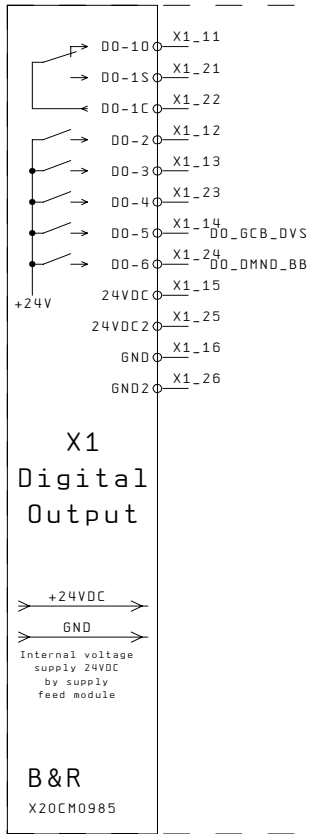 DO-1O X1_11
DO-1S X1_21
DO-1C X1_22
DO-2 X1_12
DO-3 X1_13
DO-4 X1_23
DO-5 X1_14 DO_GCB_DVS
DO-6 X1_24 DO_DMND_BB
24VDC X1_15
+24V
24VDC2 X1_25
GND X1_16
GND2 X1_26
X1
Digital
Output
+24VDC
GND
Internal voltage
supply 24VDC
by supply
feed module
B&R
X20CM0985